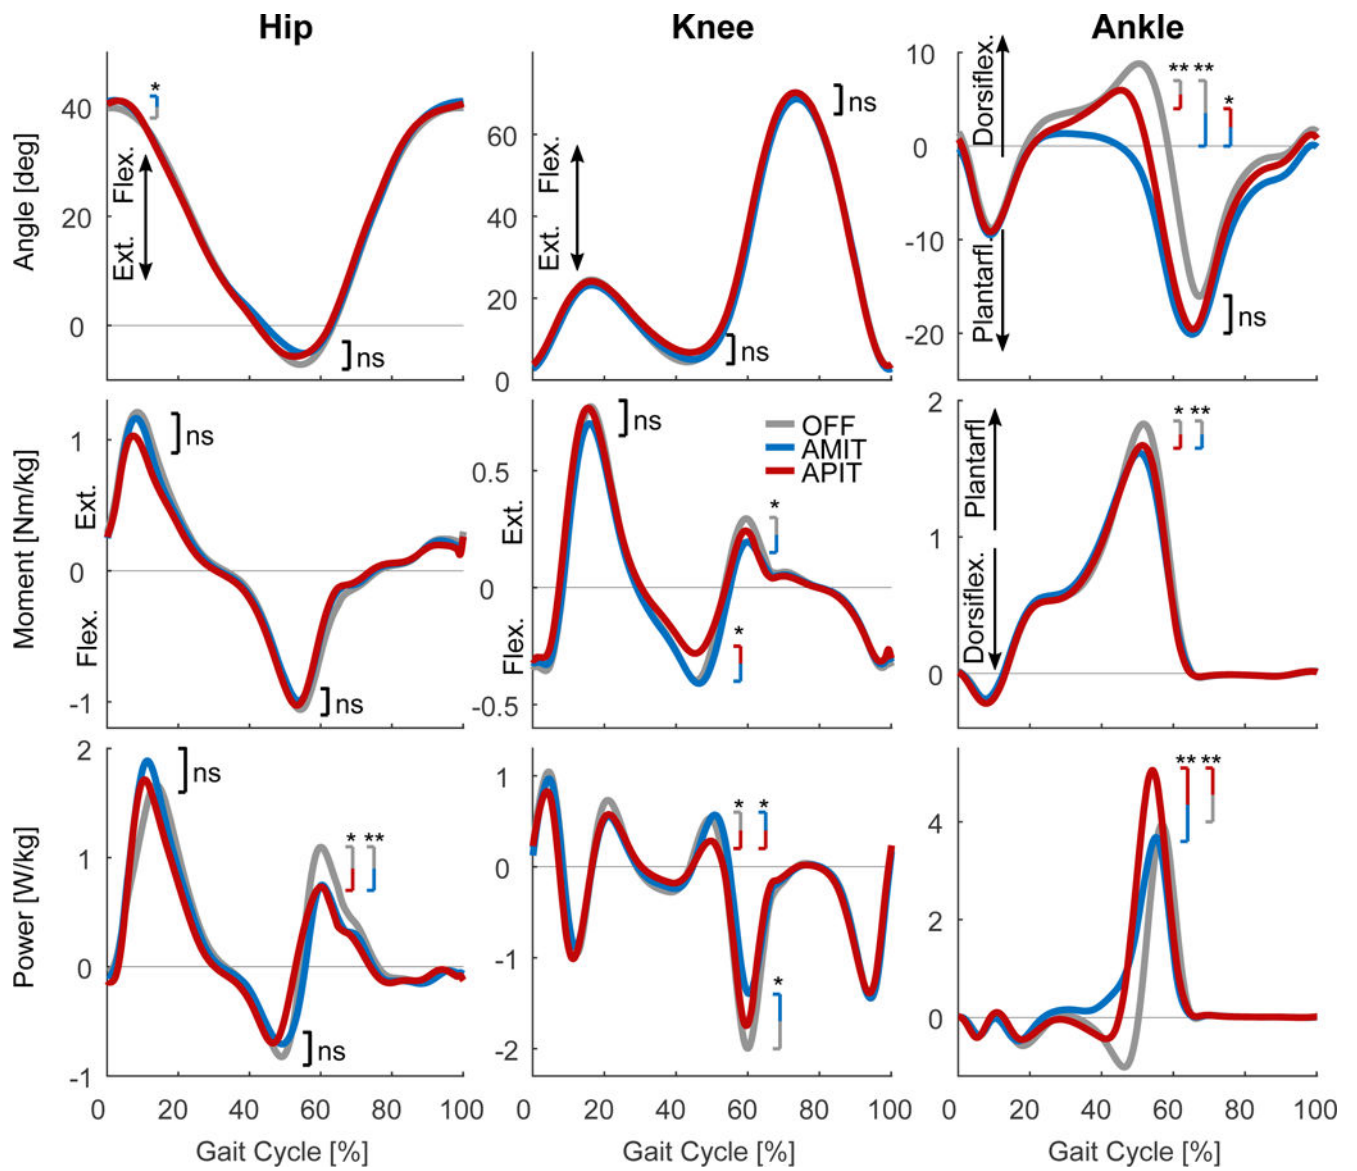 Hip Knee Ankle
Angle [deg]
40
20
0
Flex.
Ext.
*
ns
60
40
20
0
Flex.
Ext.
ns
ns
10
0
-10
-20
Dorsiflex.
Plantarfl
** **
*
ns
Moment [Nm/kg]
1
0
-1
Ext.
Flex.
ns
ns
0.5
0
-0.5
Ext.
Flex.
ns
OFF
AMIT
APIT
*
*
2
1
0
Plantarfl
Dorsiflex.
* **
Power [W/kg]
2
1
0
-1
ns
* **
ns
1
0
-1
-2
* *
*
4
2
0
** **
0 20 40 60 80 100
0 20 40 60 80 100
0 20 40 60 80 100
Gait Cycle [%] Gait Cycle [%] Gait Cycle [%]